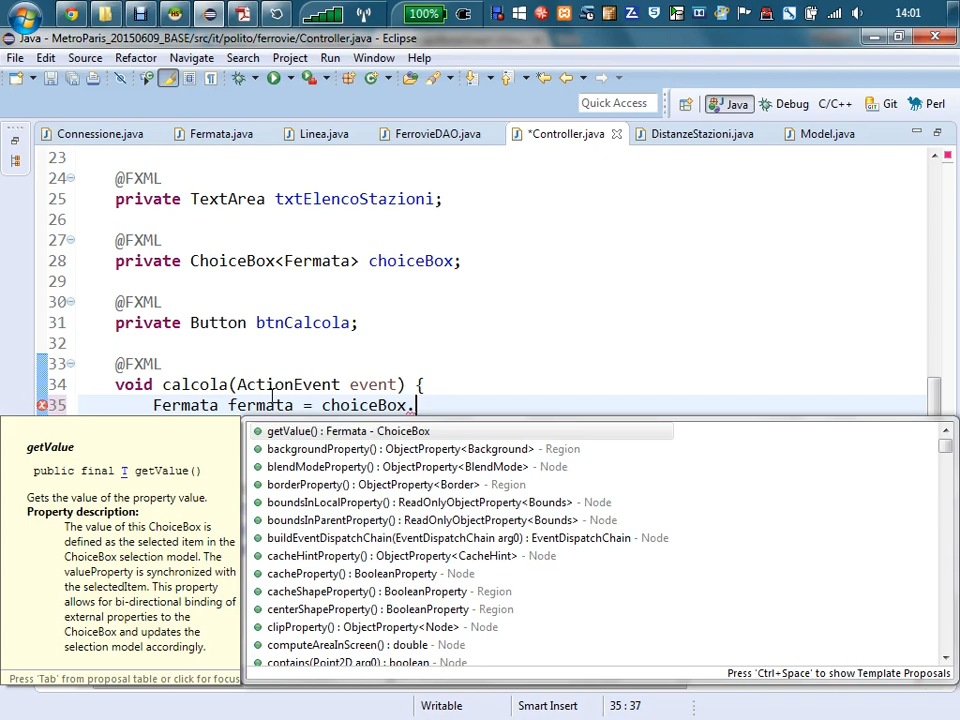 100%
14:01
Java - MetroParis_20150609_BASE/src/it/polito/ferrovie/Controller.java - Eclipse
File Edit Source Refactor Navigate Search Project Run Window Help
Quick Access
Java Debug C/C++ Git Perl
Connessione.java Fermata.java Linea.java FerrovieDAO.java *Controller.java DistanzeStazioni.java Model.java
23
24 @FXML
25 private TextArea txtElencoStazioni;
26
27 @FXML
28 private ChoiceBox<Fermata> choiceBox;
29
30 @FXML
31 private Button btnCalcola;
32
33 @FXML
34 void calcola(ActionEvent event) {
35 Fermata fermata = choiceBox.
getValue
public final T getValue()
Gets the value of the property value.
Property description:
The value of this ChoiceBox is
defined as the selected item in the
ChoiceBox selection model. The
valueProperty is synchronized with
the selectedItem. This property
allows for bi-directional binding of
external properties to the
ChoiceBox and updates the
selection model accordingly.
Press 'Tab' from proposal table or click for focus
getValue() : Fermata - ChoiceBox
backgroundProperty() : ObjectProperty<Background> - Region
blendModeProperty() : ObjectProperty<BlendMode> - Node
borderProperty() : ObjectProperty<Border> - Region
boundsInLocalProperty() : ReadOnlyObjectProperty<Bounds> - Node
boundsInParentProperty() : ReadOnlyObjectProperty<Bounds> - Node
buildEventDispatchChain(EventDispatchChain arg0) : EventDispatchChain - Node
cacheHintProperty() : ObjectProperty<CacheHint> - Node
cacheProperty() : BooleanProperty - Node
cacheShapeProperty() : BooleanProperty - Region
centerShapeProperty() : BooleanProperty - Region
clipProperty() : ObjectProperty<Node> - Node
computeAreaInScreen() : double - Node
contains(Point2D arg0) : boolean - Node
Press 'Ctrl+Space' to show Template Proposals
Writable Smart Insert 35 : 37